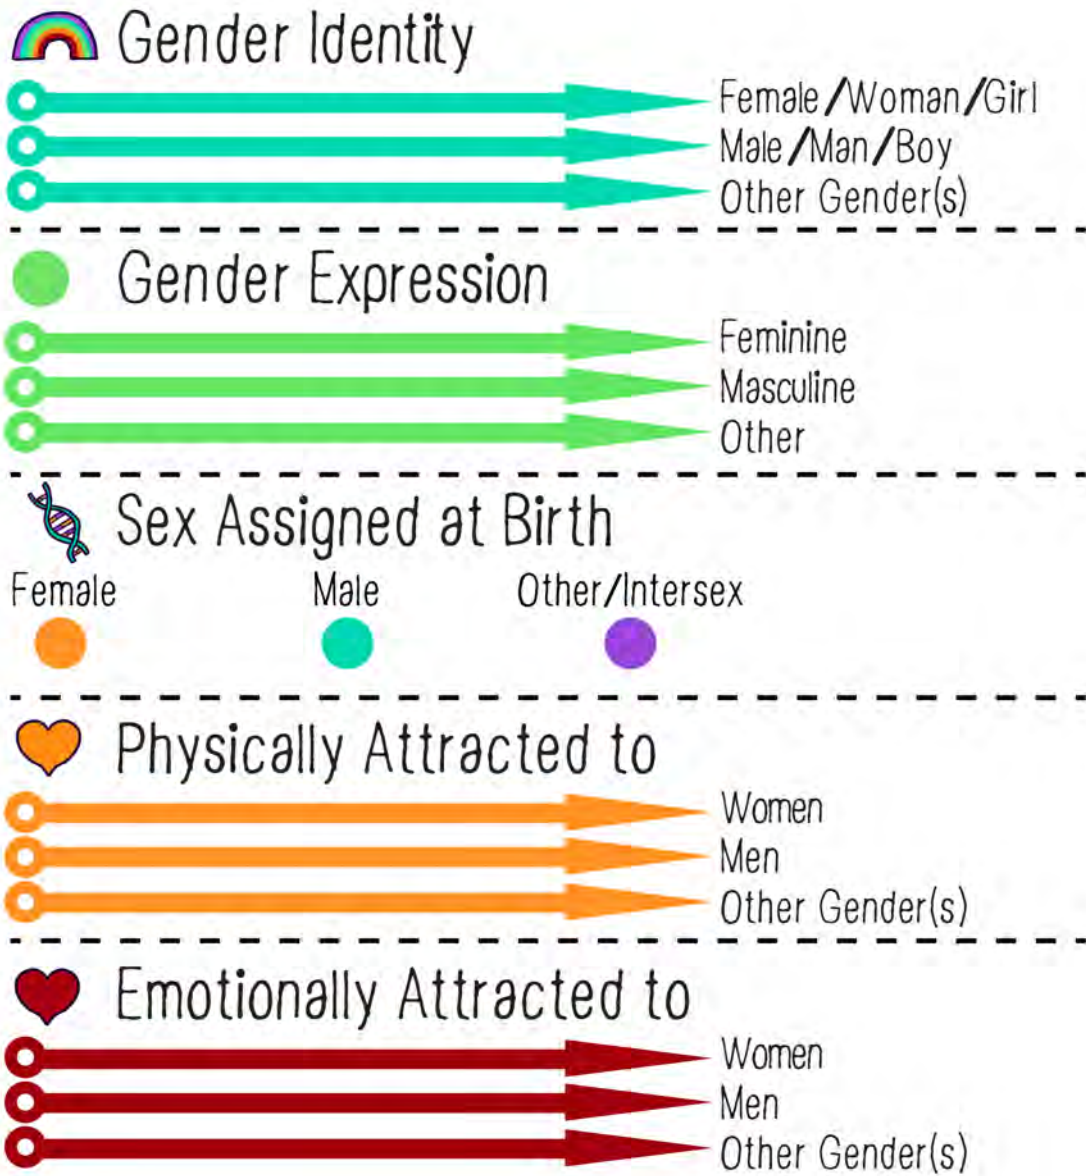 Gender Identity
Female/Woman/Girl
Male/Man/Boy
Other Gender(s)
Gender Expression
Feminine
Masculine
Other
Sex Assigned at Birth
Female Male Other/Intersex
Physically Attracted to
Women
Men
Other Gender(s)
Emotionally Attracted to
Women
Men
Other Gender(s)